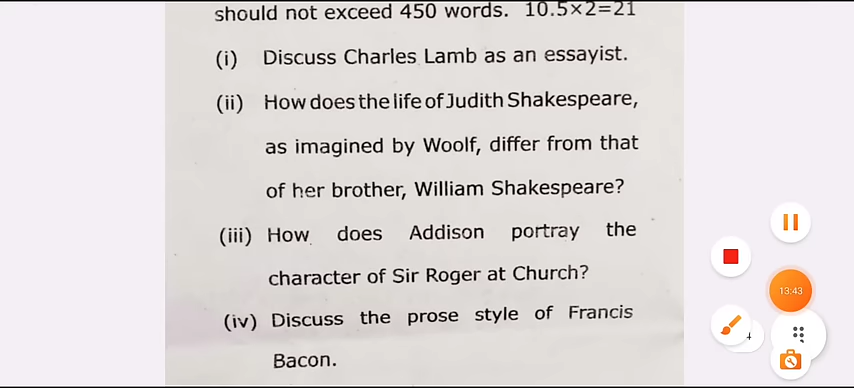 should not exceed 450 words. 10.5×2=21
(i) Discuss Charles Lamb as an essayist.
(ii) How does the life of Judith Shakespeare,
as imagined by Woolf, differ from that
of her brother, William Shakespeare?
(iii) How does Addison portray the
character of Sir Roger at Church?
(iv) Discuss the prose style of Francis
Bacon.
13:43
4